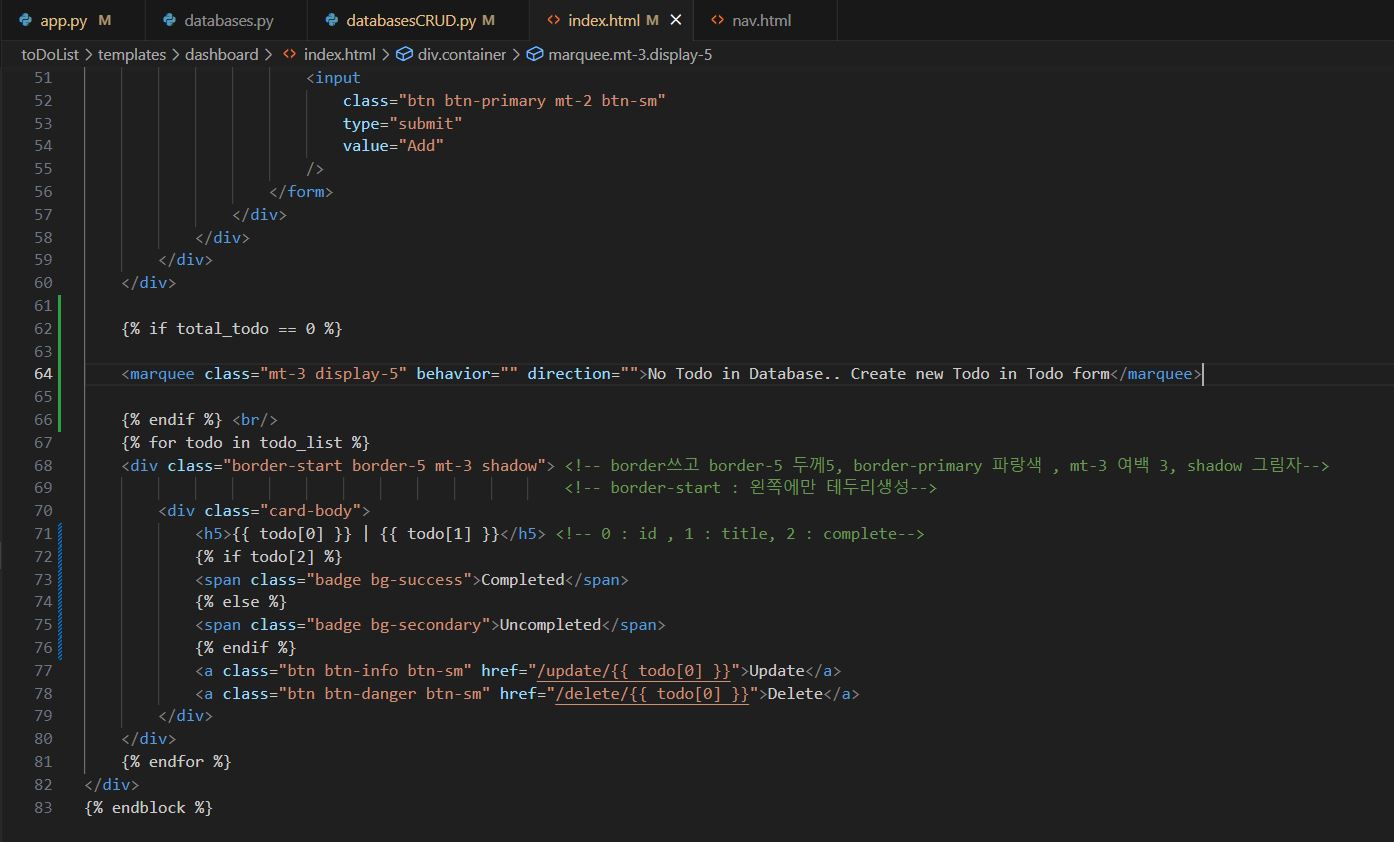 app.py M databases.py databasesCRUD.py M index.html M nav.html
toDoList > templates > dashboard > index.html > div.container > marquee.mt-3.display-5
51 <input
52 class="btn btn-primary mt-2 btn-sm"
53 type="submit"
54 value="Add"
55 />
56 </form>
57 </div>
58 </div>
59 </div>
60 </div>
61
62 {% if total_todo == 0 %}
63
64 <marquee class="mt-3 display-5" behavior="" direction="">No Todo in Database.. Create new Todo in Todo form</marquee>
65
66 {% endif %} <br/>
67 {% for todo in todo_list %}
68 <div class="border-start border-5 mt-3 shadow"> <!-- border쓰고 border-5 두께5, border-primary 파랑색 , mt-3 여백 3, shadow 그림자-->
69 <!-- border-start : 왼쪽에만 테두리생성-->
70 <div class="card-body">
71 <h5>{{ todo[0] }} | {{ todo[1] }}</h5> <!-- 0 : id , 1 : title, 2 : complete-->
72 {% if todo[2] %}
73 <span class="badge bg-success">Completed</span>
74 {% else %}
75 <span class="badge bg-secondary">Uncompleted</span>
76 {% endif %}
77 <a class="btn btn-info btn-sm" href="/update/{{ todo[0] }}">Update</a>
78 <a class="btn btn-danger btn-sm" href="/delete/{{ todo[0] }}">Delete</a>
79 </div>
80 </div>
81 {% endfor %}
82 </div>
83 {% endblock %}